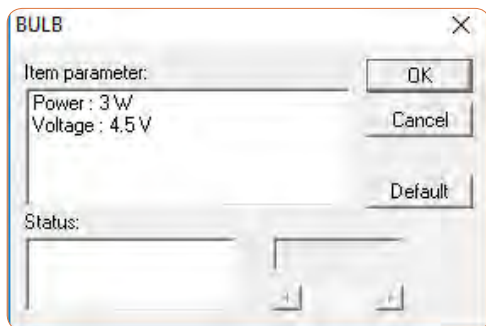 BULB
Item parameter:
OK
Power : 3 W
Voltage : 4.5 V
Cancel
Default
Status: